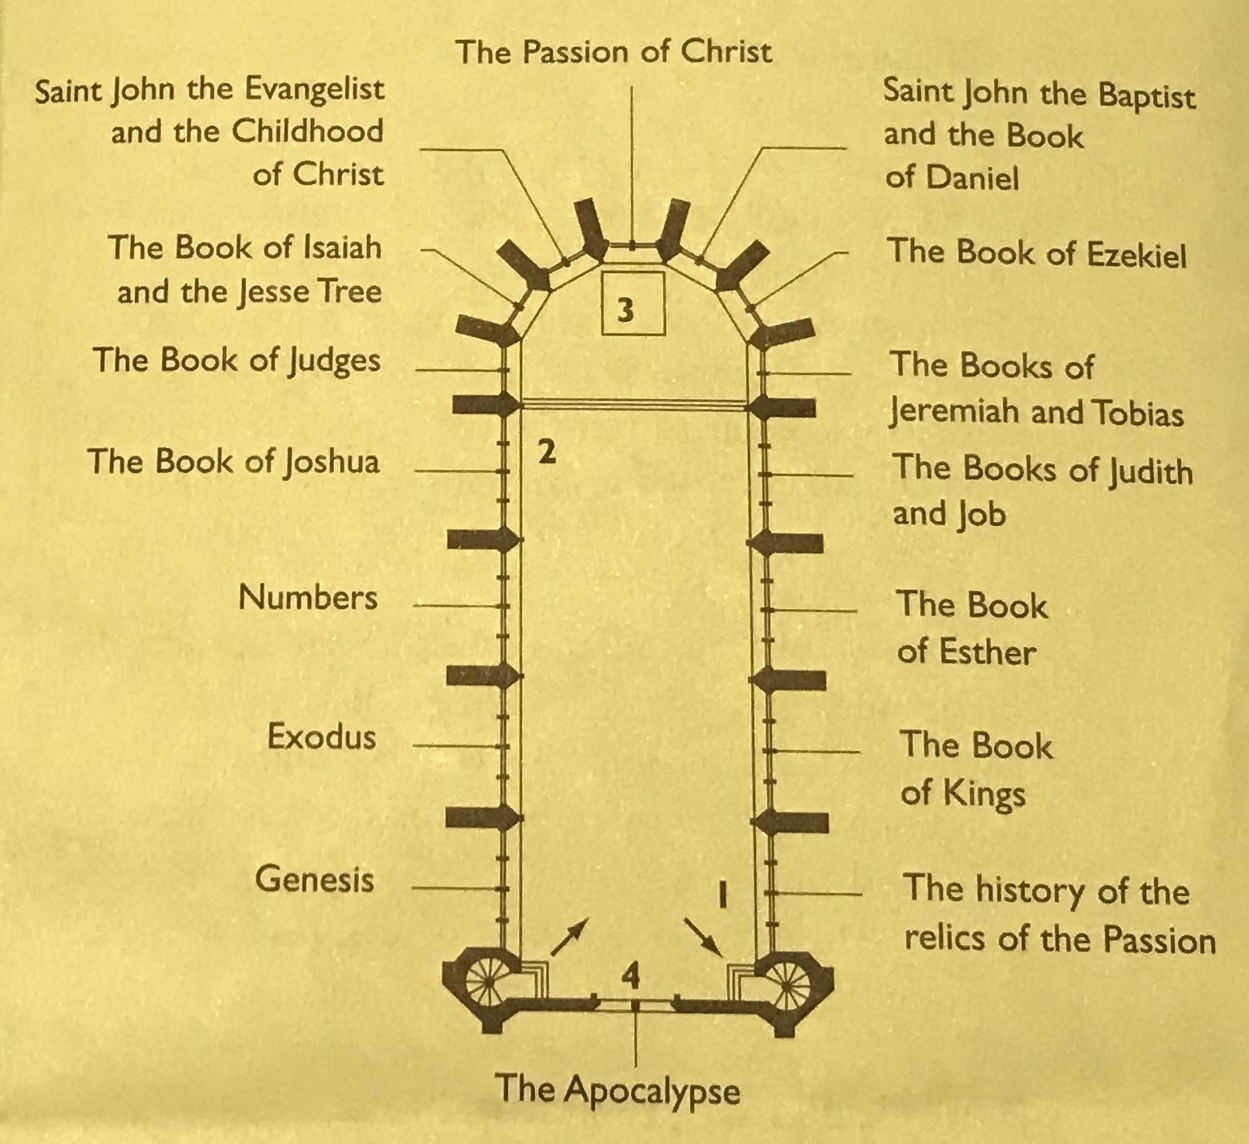 The Passion of Christ
Saint John the Evangelist
and the Childhood
of Christ
Saint John the Baptist
and the Book
of Daniel
The Book of Isaiah
and the Jesse Tree
The Book of Ezekiel
3
The Book of Judges
The Books of
Jeremiah and Tobias
2
The Book of Joshua
The Books of Judith
and Job
Numbers
The Book
of Esther
Exodus
The Book
of Kings
Genesis
1
The history of the
relics of the Passion
4
The Apocalypse